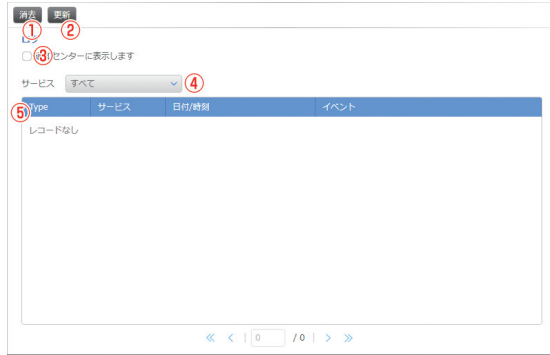 消去 更新
① ②
ログ
③ センターに表示します
サービス すべて ④
⑤ Type サービス 日付/時刻 イベント
レコードなし
« < | 0 / 0 | > »